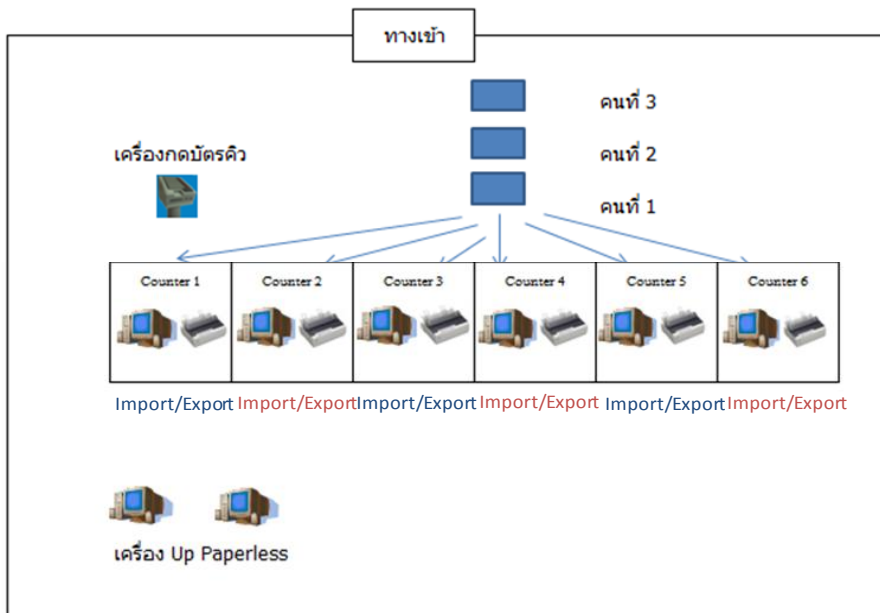 ทางเข้า
คนที่ 3
เครื่องกดบัตรคิว
คนที่ 2
คนที่ 1
Counter 1 Counter 2 Counter 3 Counter 4 Counter 5 Counter 6
Import/Export Import/Export Import/Export Import/Export Import/Export Import/Export
เครื่อง Up Paperless